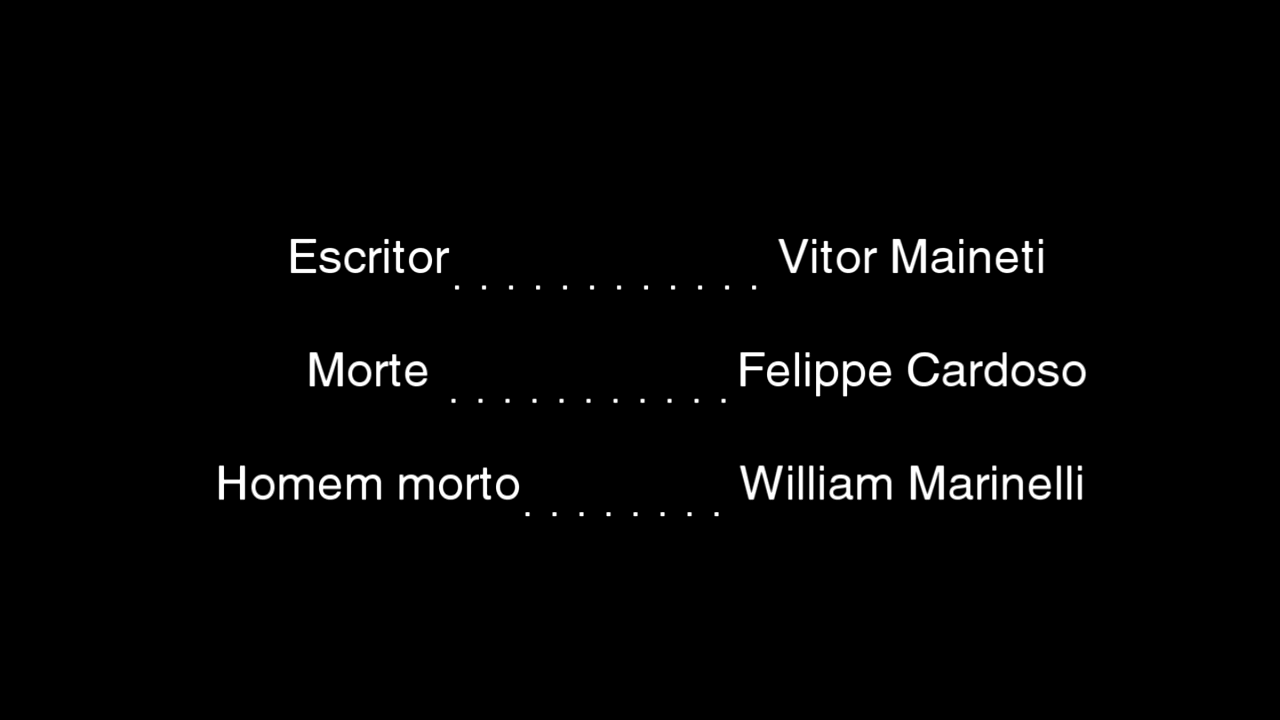 Escritor . . . . . . . . . . . . Vitor Maineti
Morte . . . . . . . . . . . Felippe Cardoso
Homem morto . . . . . . . . William Marinelli